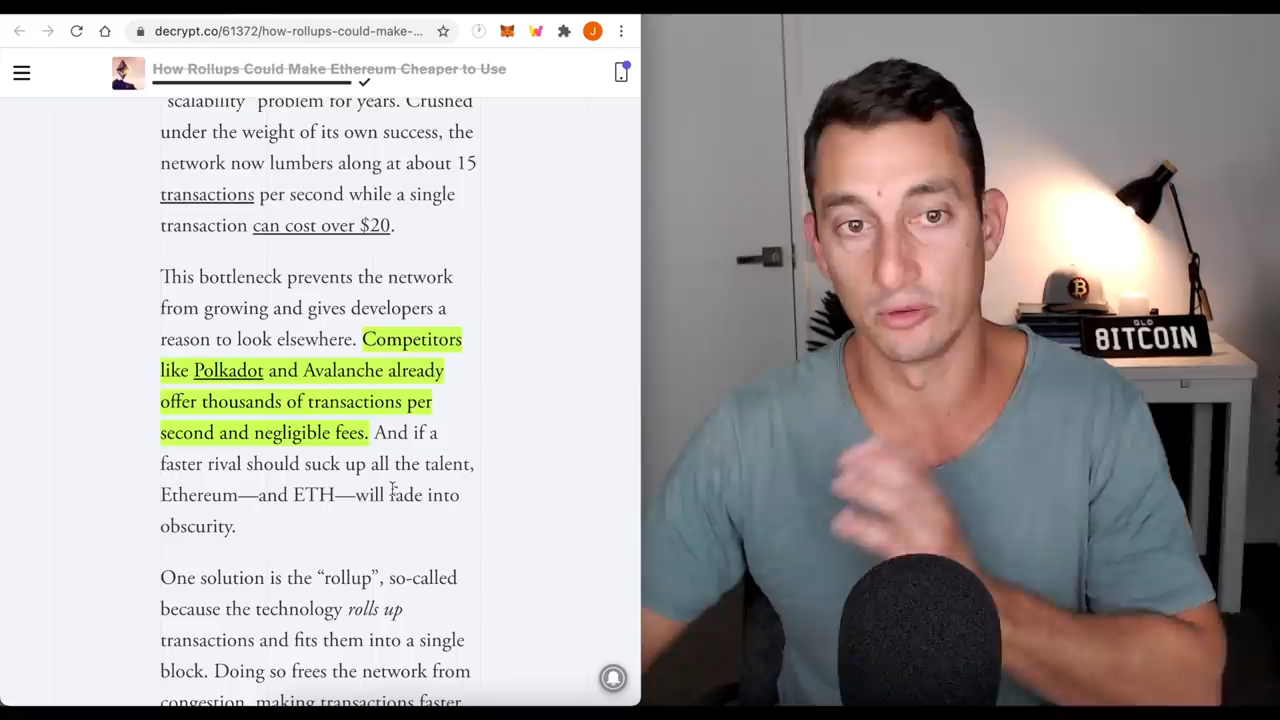 decrypt.co/61372/how-rollups-could-make-...
J
How Rollups Could Make Ethereum Cheaper to Use
"scalability" problem for years. Crushed
under the weight of its own success, the
network now lumbers along at about 15
transactions per second while a single
transaction can cost over $20.
This bottleneck prevents the network
from growing and gives developers a
reason to look elsewhere. Competitors
like Polkadot and Avalanche already
offer thousands of transactions per
second and negligible fees. And if a
faster rival should suck up all the talent,
Ethereum—and ETH—will fade into
obscurity.
One solution is the “rollup”, so-called
because the technology rolls up
transactions and fits them into a single
block. Doing so frees the network from
congestion, making transactions faster
QLD
8ITCOIN